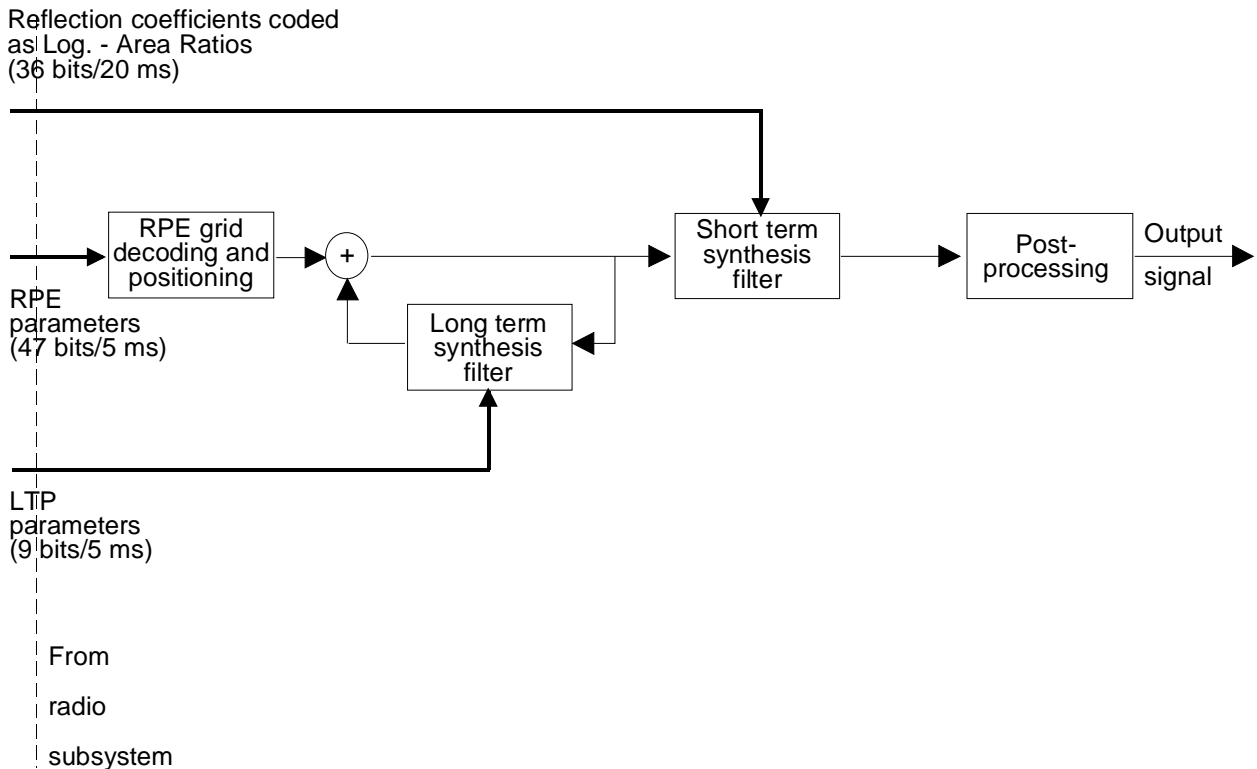 Reflection coefficients coded
as Log. - Area Ratios
(36 bits/20 ms)
RPE grid
decoding and
positioning
+
Short term
synthesis
filter
Post-
processing
Output
signal
RPE
parameters
(47 bits/5 ms)
Long term
synthesis
filter
LTP
parameters
(9 bits/5 ms)
From
radio
subsystem